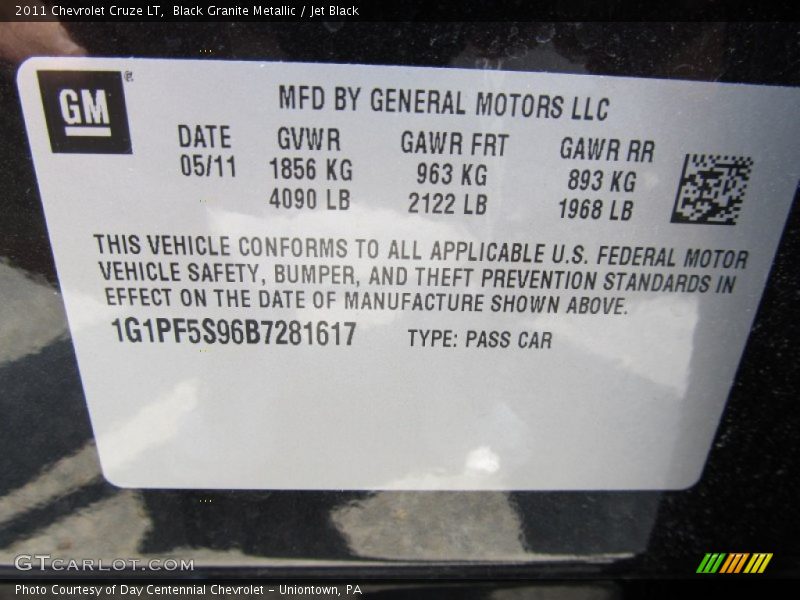 2011 Chevrolet Cruze LT, Black Granite Metallic / Jet Black
GM
®
MFD BY GENERAL MOTORS LLC
DATE GVWR GAWR FRT GAWR RR
05/11 1856 KG 963 KG 893 KG
4090 LB 2122 LB 1968 LB
THIS VEHICLE CONFORMS TO ALL APPLICABLE U.S. FEDERAL MOTOR
VEHICLE SAFETY, BUMPER, AND THEFT PREVENTION STANDARDS IN
EFFECT ON THE DATE OF MANUFACTURE SHOWN ABOVE.
1G1PF5S96B7281617 TYPE: PASS CAR
GTCARLOT.COM
Photo Courtesy of Day Centennial Chevrolet - Uniontown, PA